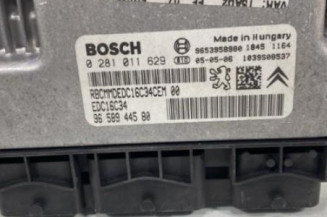 BOSCH
Made in Hungary
9653958980 1045 1164
0 281 011 629
05-05-06 1039S00537
RBCMMDEDC16C34CEM 00
EDC16C34
96 589 445 80